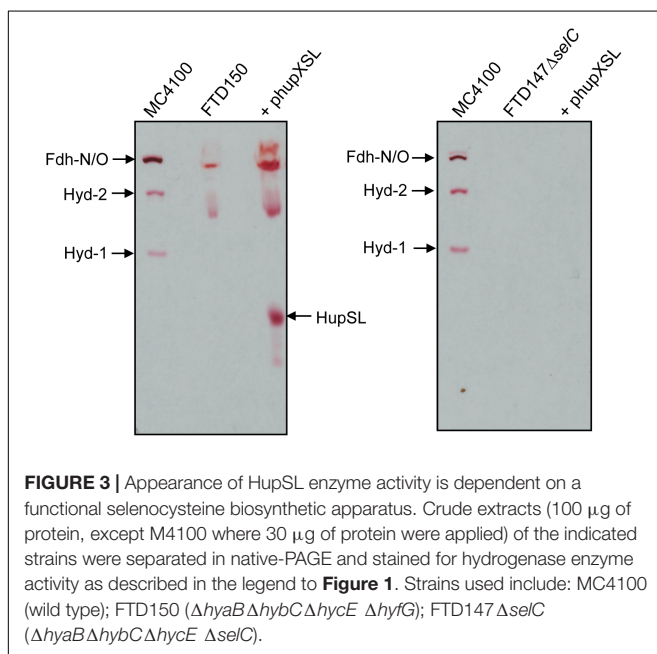 MC4100
FTD150
+ phupXSL
Fdh-N/O
Hyd-2
Hyd-1
HupSL
MC4100
FTD147ΔselC
+ phupXSL
Fdh-N/O
Hyd-2
Hyd-1
FIGURE 3 | Appearance of HupSL enzyme activity is dependent on a
functional selenocysteine biosynthetic apparatus. Crude extracts (100 μg of
protein, except M4100 where 30 μg of protein were applied) of the indicated
strains were separated in native-PAGE and stained for hydrogenase enzyme
activity as described in the legend to Figure 1. Strains used include: MC4100
(wild type); FTD150 (ΔhyaBΔhybCΔhycE ΔhyfG); FTD147ΔselC
(ΔhyaBΔhybCΔhycE ΔselC).